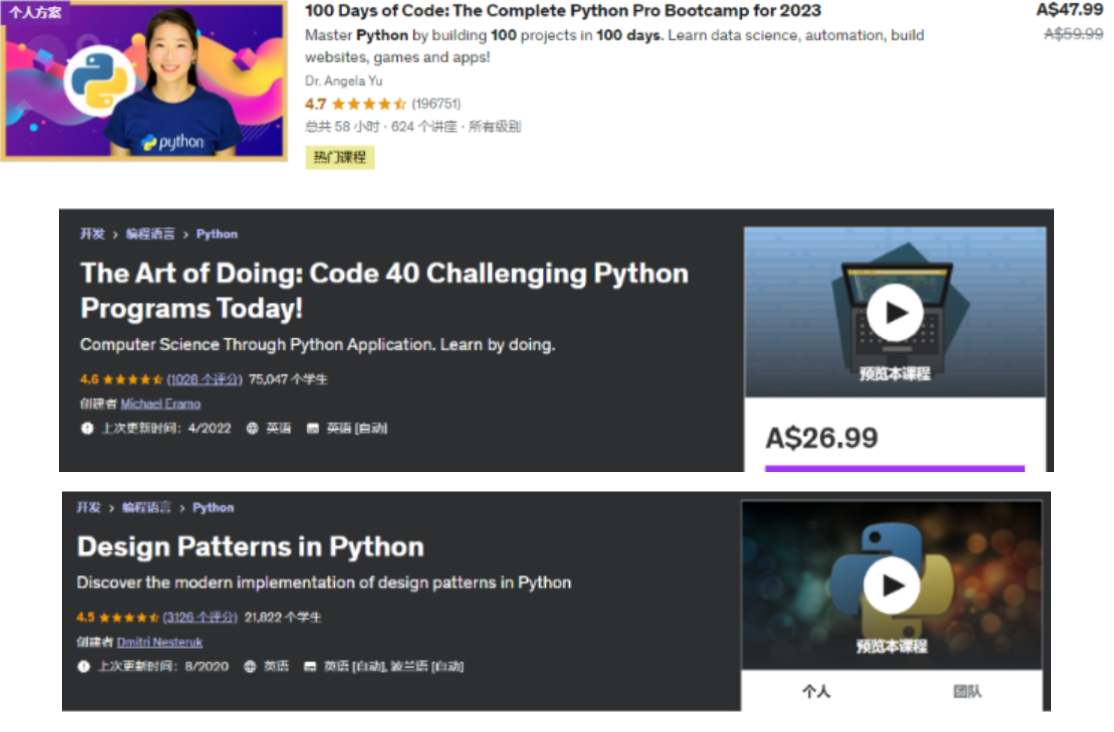 个人方案
100 Days of Code: The Complete Python Pro Bootcamp for 2023
A$47.99
Master Python by building 100 projects in 100 days. Learn data science, automation, build
A$59.99
websites, games and apps!
Dr. Angela Yu
4.7 (196751)
总共 58 小时 · 624 个讲座 · 所有级别
热门课程
python
开发 > 编程语言 > Python
The Art of Doing: Code 40 Challenging Python
Programs Today!
Computer Science Through Python Application. Learn by doing.
4.6 (1028 个评分) 75,047 个学生
创建者 Michael Eramo
上次更新时间: 4/2022 英语 英语 [自动]
预览本课程
A$26.99
开发 > 编程语言 > Python
Design Patterns in Python
Discover the modern implementation of design patterns in Python
4.5 (3126 个评分) 21,822 个学生
创建者 Dmitri Nesteruk
上次更新时间: 8/2020 英语 英语 [自动], 波兰语 [自动]
预览本课程
个人 团队